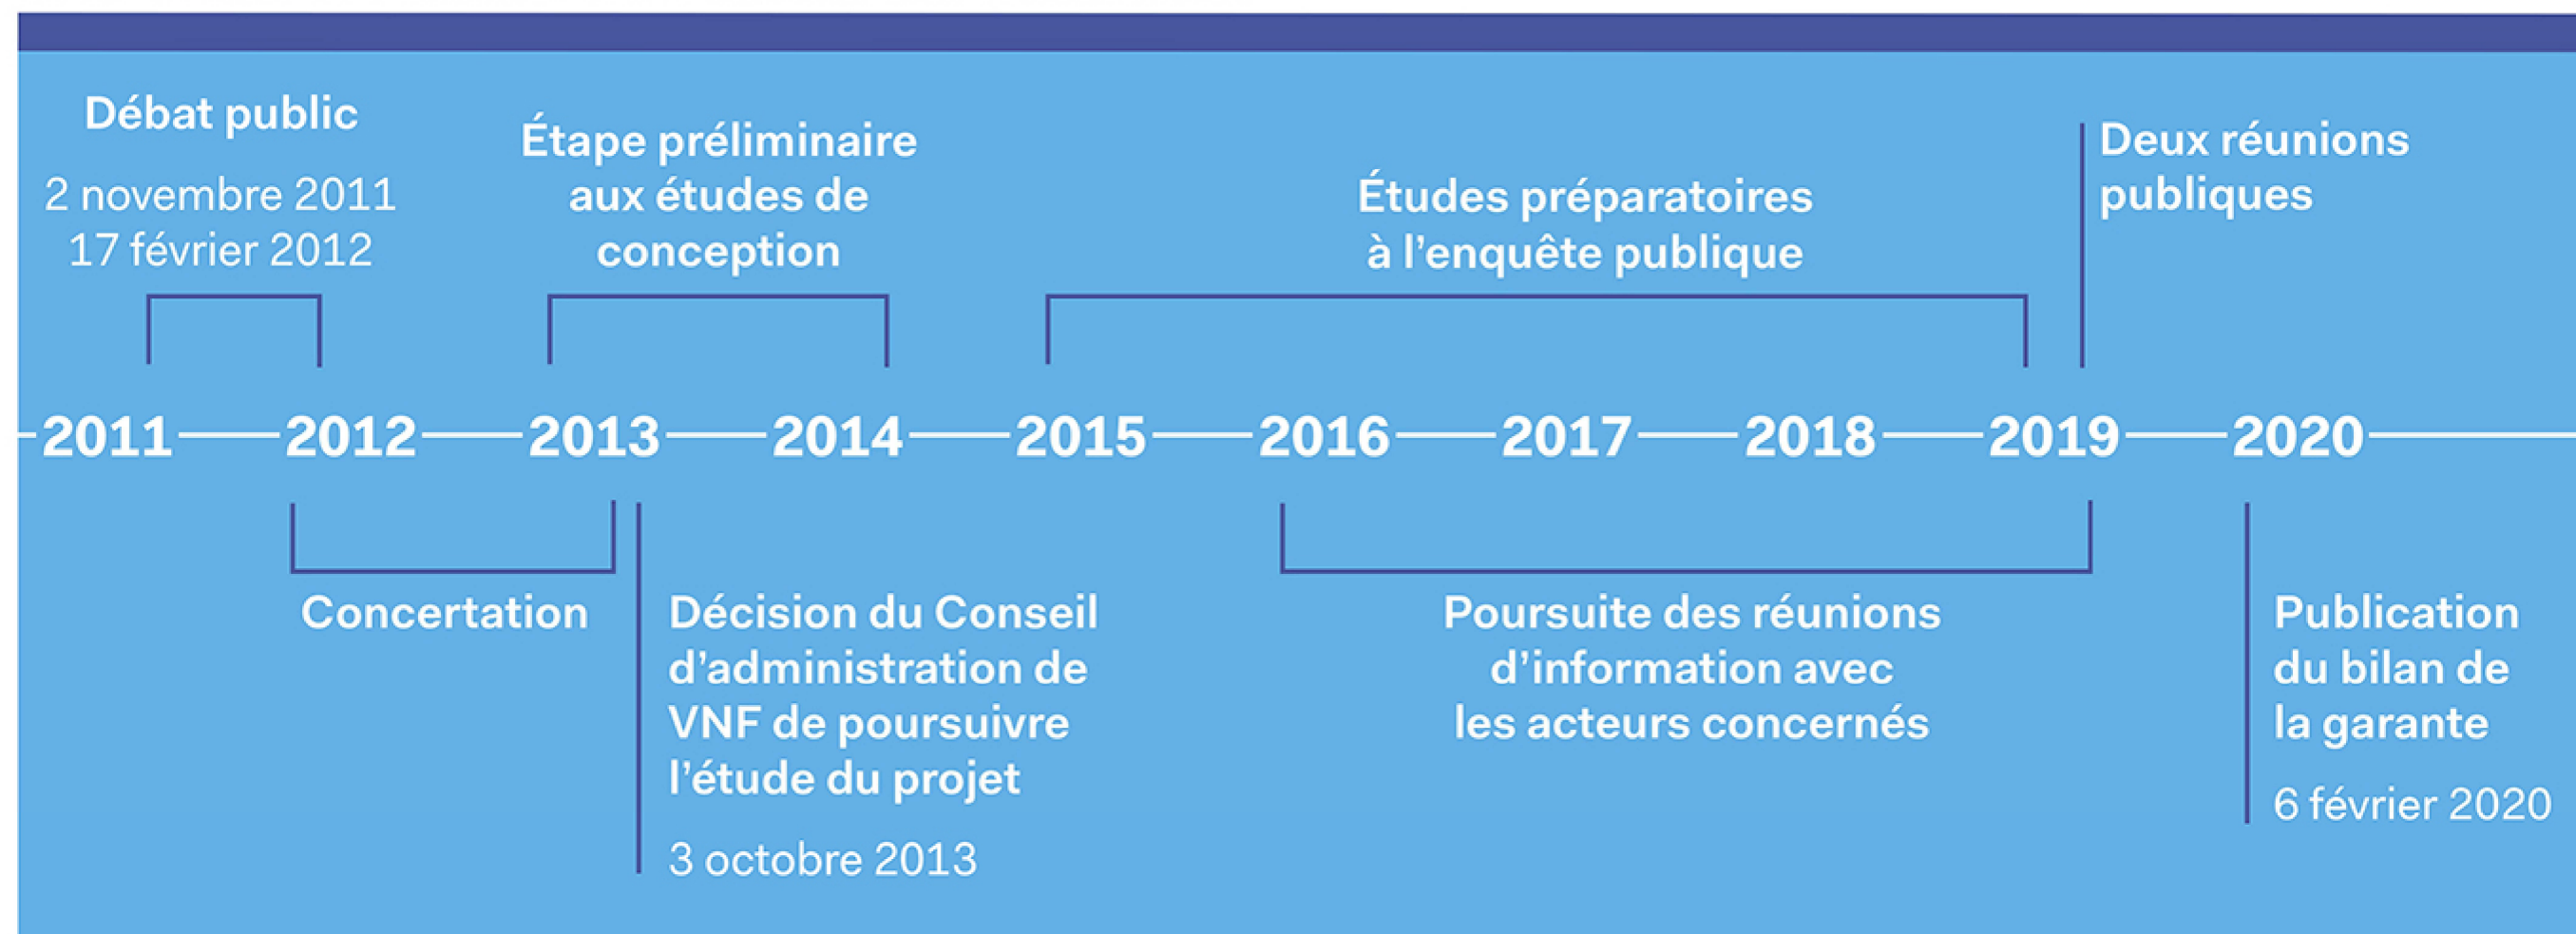 Débat public
2 novembre 2011
17 février 2012
Étape préliminaire
aux études de
conception
Études préparatoires
à l’enquête publique
Deux réunions
publiques
2011 2012 2013 2014 2015 2016 2017 2018 2019 2020
Concertation
Décision du Conseil
d’administration de
VNF de poursuivre
l’étude du projet
3 octobre 2013
Poursuite des réunions
d’information avec
les acteurs concernés
Publication
du bilan de
la garante
6 février 2020